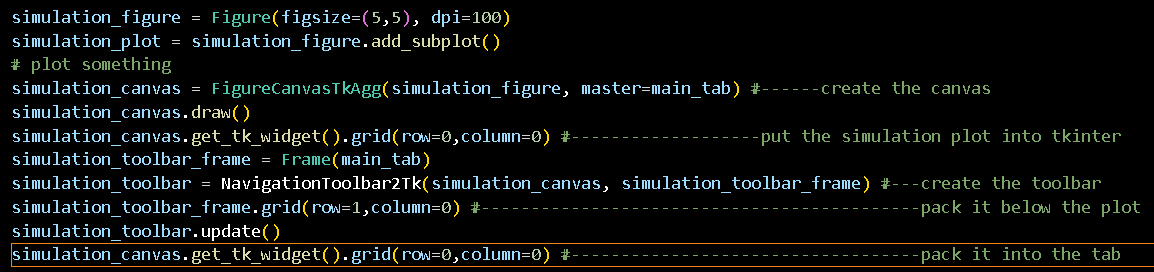 simulation_figure = Figure(figsize=(5,5), dpi=100)
simulation_plot = simulation_figure.add_subplot()
# plot something
simulation_canvas = FigureCanvasTkAgg(simulation_figure, master=main_tab) #------create the canvas
simulation_canvas.draw()
simulation_canvas.get_tk_widget().grid(row=0,column=0) #-------------------put the simulation plot into tkinter
simulation_toolbar_frame = Frame(main_tab)
simulation_toolbar = NavigationToolbar2Tk(simulation_canvas, simulation_toolbar_frame) #---create the toolbar
simulation_toolbar_frame.grid(row=1,column=0) #--------------------------------------------pack it below the plot
simulation_toolbar.update()
simulation_canvas.get_tk_widget().grid(row=0,column=0) #-----------------------------------pack it into the tab